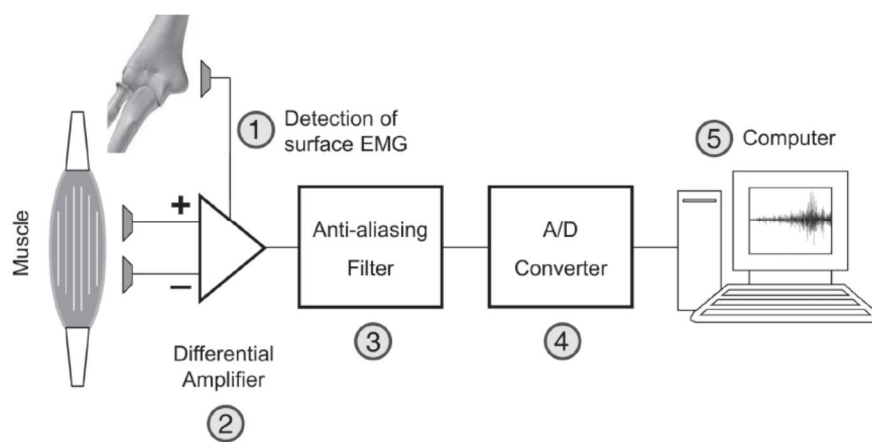 1 Detection of
surface EMG
5 Computer
Muscle
+
−
Anti-aliasing
Filter
A/D
Converter
3
4
Differential
Amplifier
2